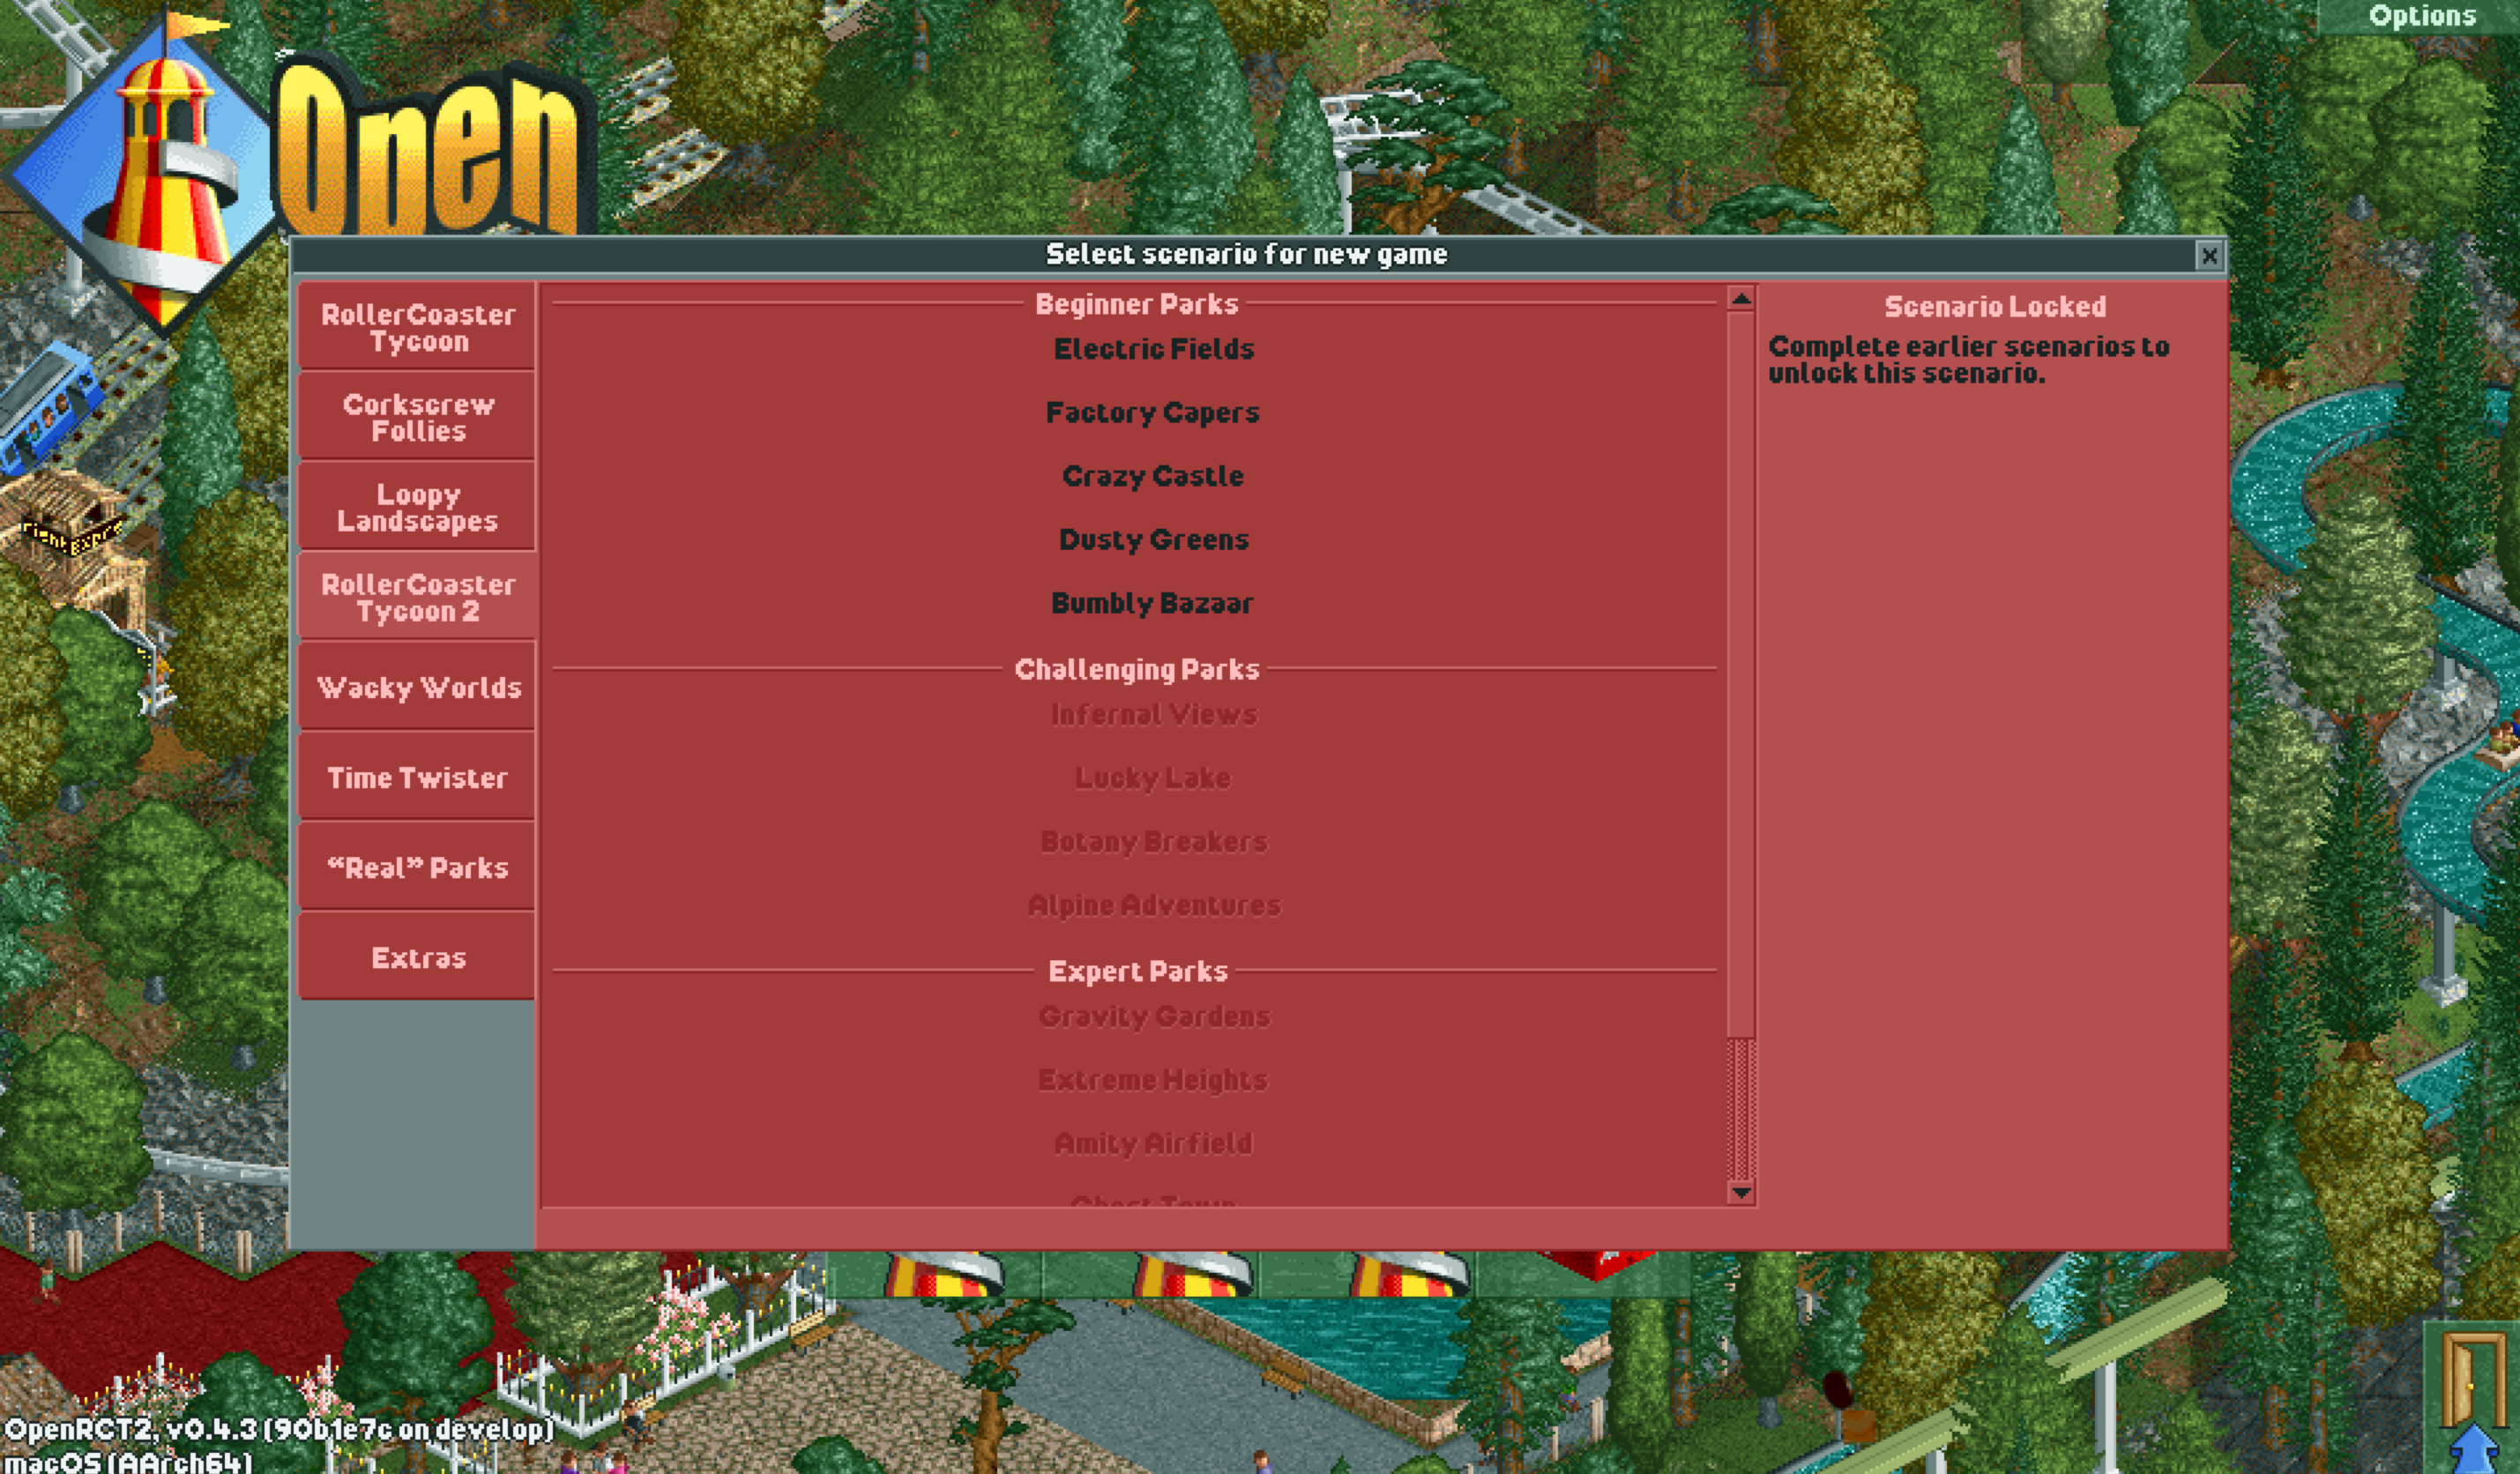 Options
Open
Select scenario for new game
RollerCoaster
Tycoon
Corkscrew
Follies
Loopy
Landscapes
RollerCoaster
Tycoon 2
Wacky Worlds
Time Twister
“Real” Parks
Extras
Beginner Parks
Electric Fields
Factory Capers
Crazy Castle
Dusty Greens
Bumbly Bazaar
Challenging Parks
Infernal Views
Lucky Lake
Botany Breakers
Alpine Adventures
Expert Parks
Gravity Gardens
Extreme Heights
Amity Airfield
Ghost Town
Scenario Locked
Complete earlier scenarios to
unlock this scenario.
OpenRCT2, v0.4.3 (90b1e7c on develop)
macOS (AArch64)